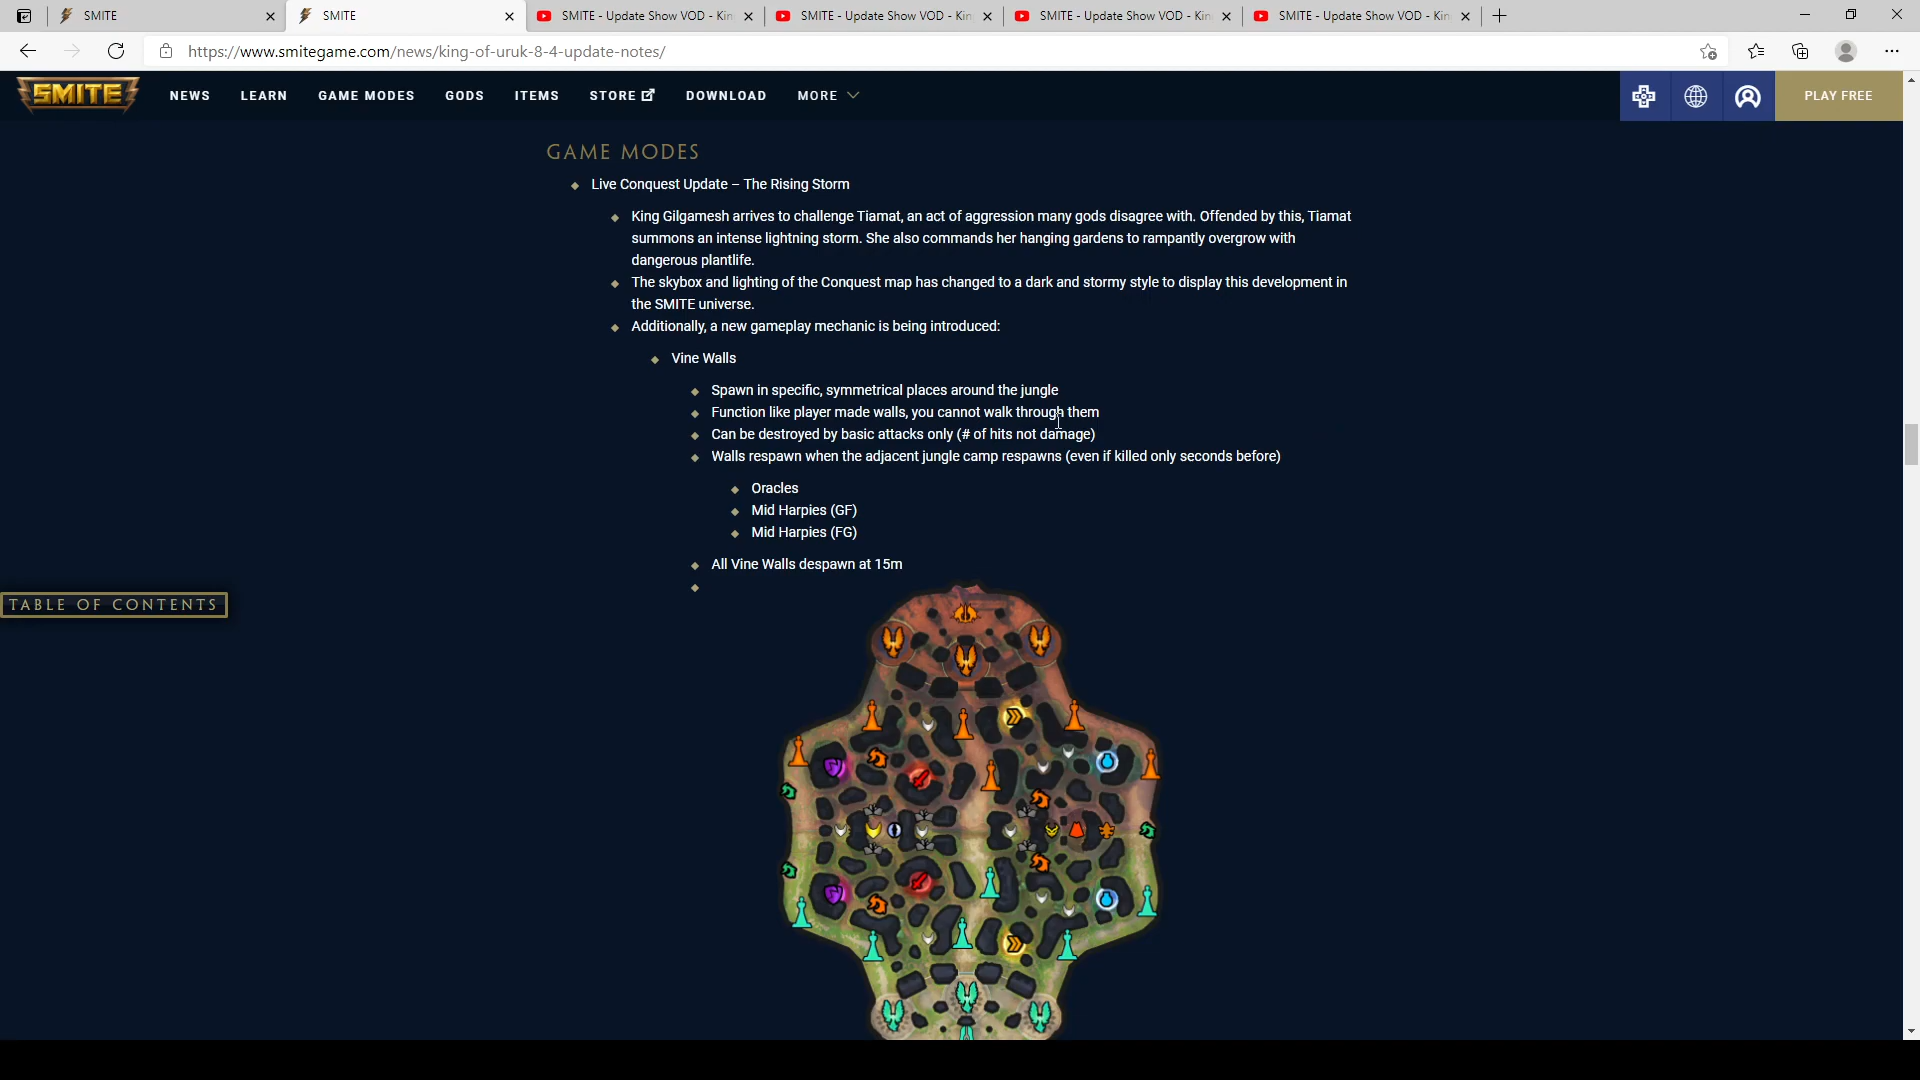 SMITE
SMITE
SMITE - Update Show VOD - Kin
SMITE - Update Show VOD - Kin
SMITE - Update Show VOD - Kin
SMITE - Update Show VOD - Kin
https://www.smitegame.com/news/king-of-uruk-8-4-update-notes/
SMITE
NEWS LEARN GAME MODES GODS ITEMS STORE DOWNLOAD MORE
PLAY FREE
GAME MODES
Live Conquest Update – The Rising Storm
King Gilgamesh arrives to challenge Tiamat, an act of aggression many gods disagree with. Offended by this, Tiamat
summons an intense lightning storm. She also commands her hanging gardens to rampantly overgrow with
dangerous plantlife.
The skybox and lighting of the Conquest map has changed to a dark and stormy style to display this development in
the SMITE universe.
Additionally, a new gameplay mechanic is being introduced:
Vine Walls
Spawn in specific, symmetrical places around the jungle
Function like player made walls, you cannot walk through them
Can be destroyed by basic attacks only (# of hits not damage)
Walls respawn when the adjacent jungle camp respawns (even if killed only seconds before)
Oracles
Mid Harpies (GF)
Mid Harpies (FG)
All Vine Walls despawn at 15m
TABLE OF CONTENTS